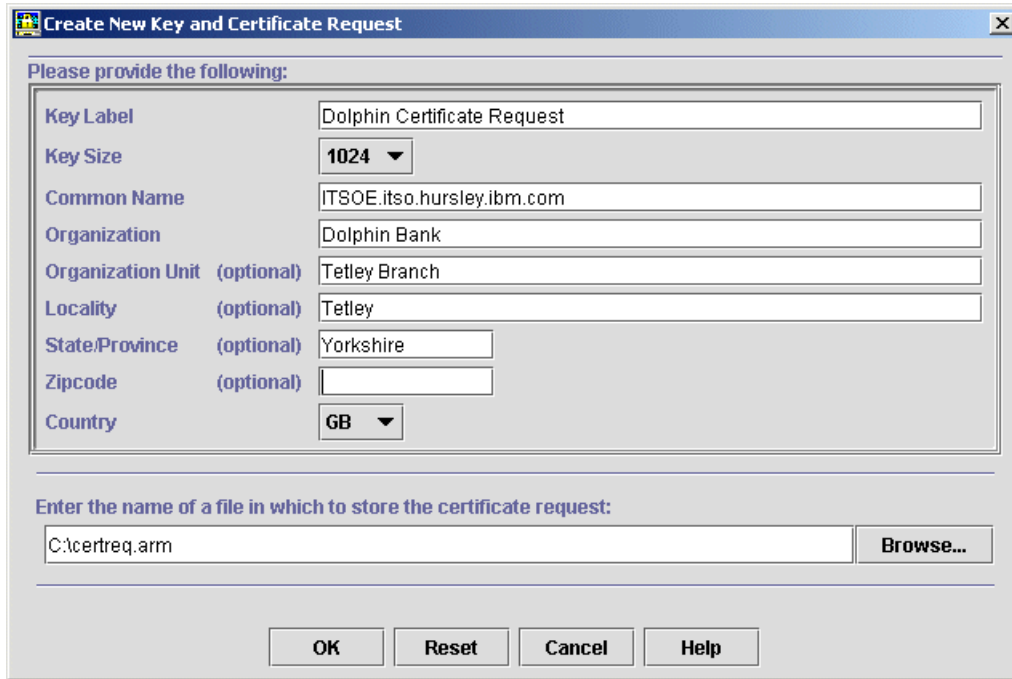 Create New Key and Certificate Request
Please provide the following:
Key Label Dolphin Certificate Request
Key Size 1024
Common Name ITSOE.itso.hursley.ibm.com
Organization Dolphin Bank
Organization Unit (optional) Tetley Branch
Locality (optional) Tetley
State/Province (optional) Yorkshire
Zipcode (optional)
Country GB
Enter the name of a file in which to store the certificate request:
C:\certreq.arm Browse...
OK Reset Cancel Help